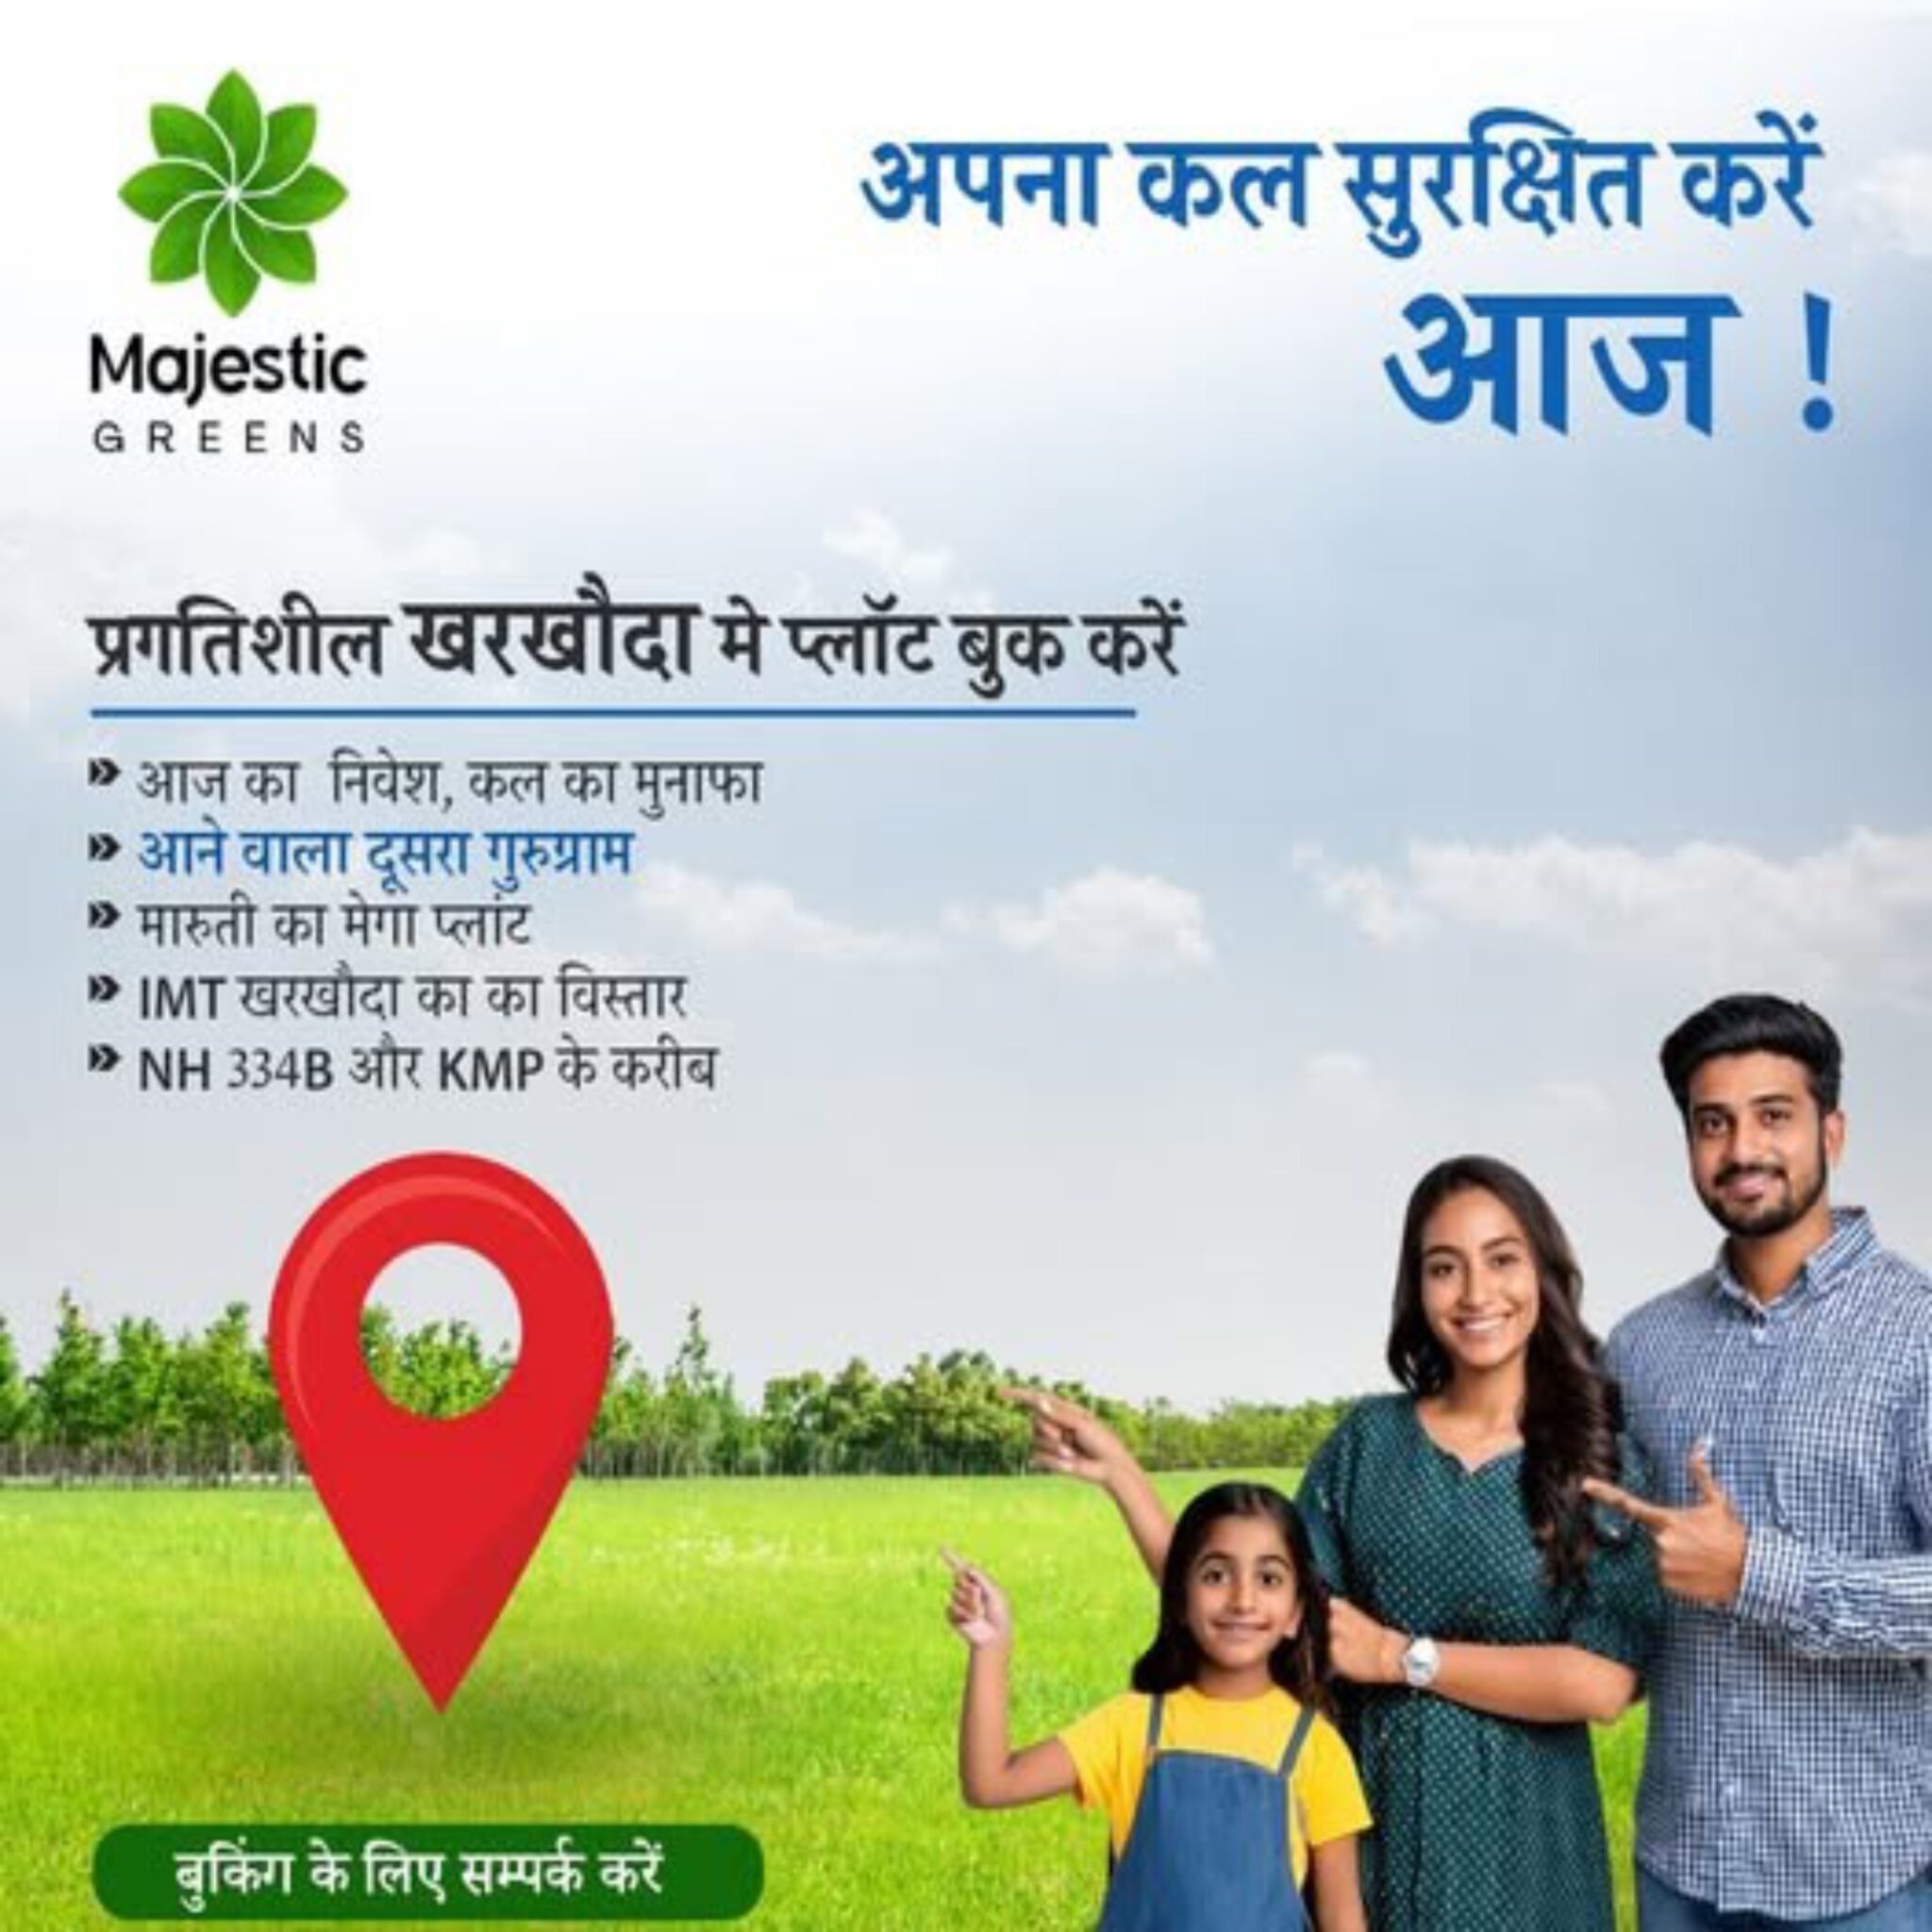 Majestic
GREENS
अपना कल सुरक्षित करें
आज !
प्रगतिशील खरखौदा मे प्लॉट बुक करें
आज का निवेश, कल का मुनाफा
आने वाला दूसरा गुरुग्राम
मारुती का मेगा प्लांट
IMT खरखौदा का का विस्तार
NH 334B और KMP के करीब
बुकिंग के लिए सम्पर्क करें